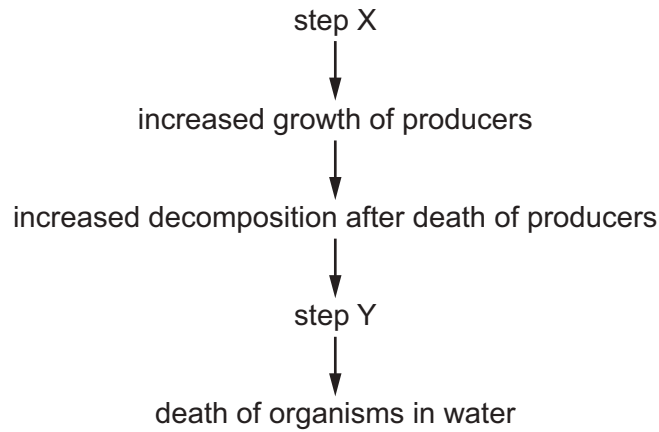 step X
increased growth of producers
increased decomposition after death of producers
step Y
death of organisms in water